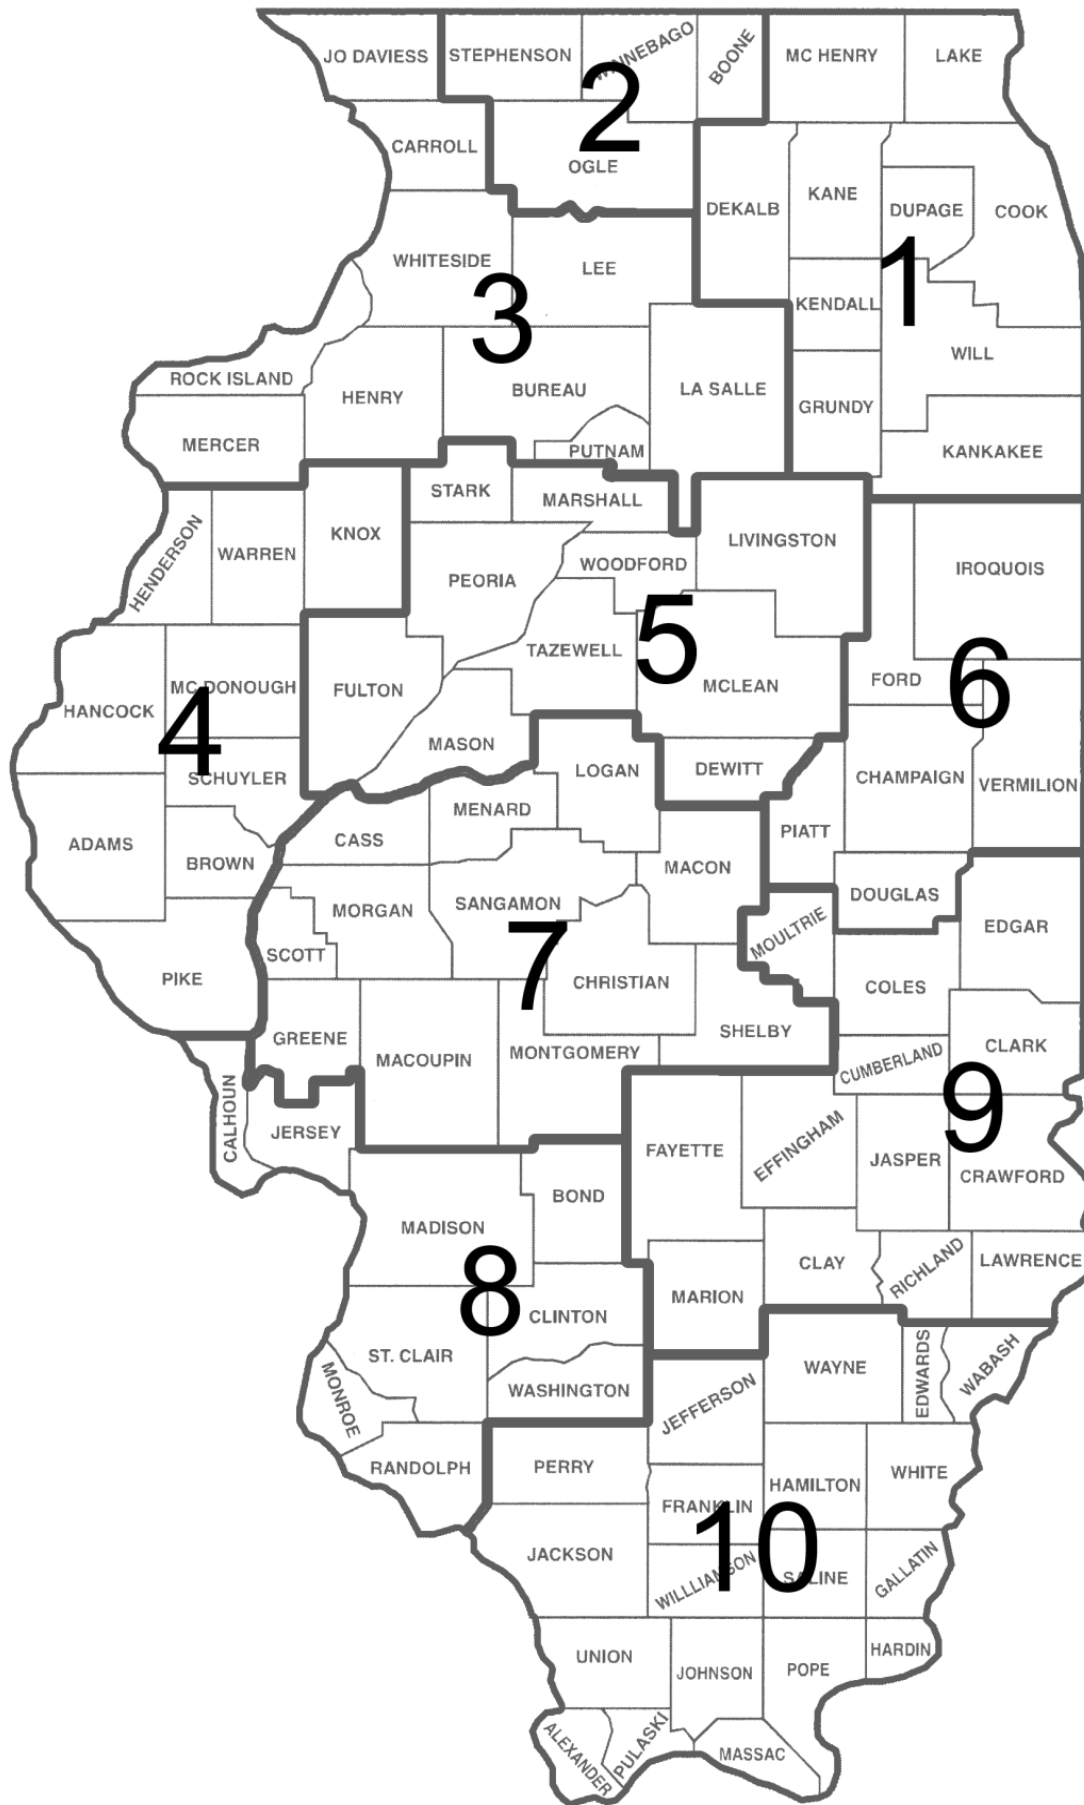 JO DAVIESS
STEPHENSON
WINNEBAGO
BOONE
MC HENRY
LAKE
2
CARROLL
OGLE
DEKALB
KANE
DUPAGE
COOK
WHITESIDE
LEE
1
3
KENDALL
WILL
ROCK ISLAND
HENRY
BUREAU
LA SALLE
GRUNDY
MERCER
PUTNAM
KANKAKEE
STARK
MARSHALL
HENDERSON
WARREN
KNOX
LIVINGSTON
WOODFORD
IROQUOIS
PEORIA
5
TAZEWELL
6
HANCOCK
MC DONOUGH
FULTON
MCLEAN
FORD
4
MASON
LOGAN
DEWITT
SCHUYLER
CHAMPAIGN
VERMILION
ADAMS
MENARD
CASS
PIATT
BROWN
MACON
DOUGLAS
MORGAN
SANGAMON
MOULTRIE
EDGAR
SCOTT
7
PIKE
CHRISTIAN
COLES
GREENE
MACOUPIN
MONTGOMERY
SHELBY
CUMBERLAND
CLARK
CALHOUN
JERSEY
9
FAYETTE
EFFINGHAM
JASPER
CRAWFORD
BOND
MADISON
8
CLAY
RICHLAND
LAWRENCE
MARION
CLINTON
ST. CLAIR
MONROE
WASHINGTON
JEFFERSON
WAYNE
EDWARDS
WABASH
RANDOLPH
PERRY
HAMILTON
WHITE
FRANKLIN
10
JACKSON
WILLLIAMSON
SALINE
GALLATIN
UNION
JOHNSON
POPE
HARDIN
ALEXANDER
PULASKI
MASSAC